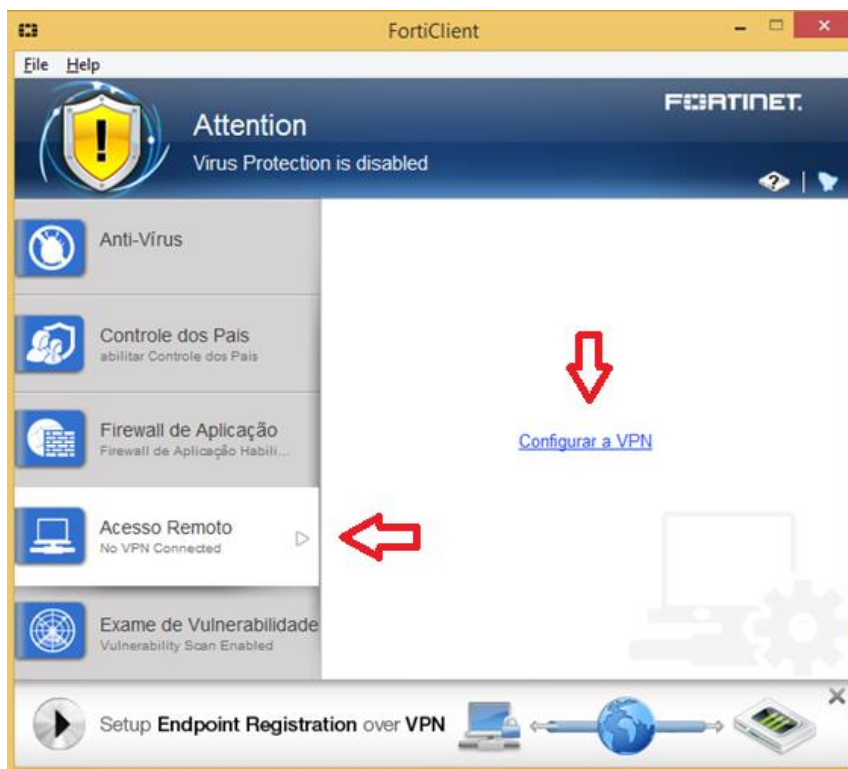 FortiClient
File Help
FORTINET.
Attention
Virus Protection is disabled
Anti-Vírus
Controle dos Pais
abilitar Controle dos Pais
Firewall de Aplicação
Firewall de Aplicação Habili...
Configurar a VPN
Acesso Remoto
No VPN Connected
Exame de Vulnerabilidade
Vulnerability Scan Enabled
Setup Endpoint Registration over VPN